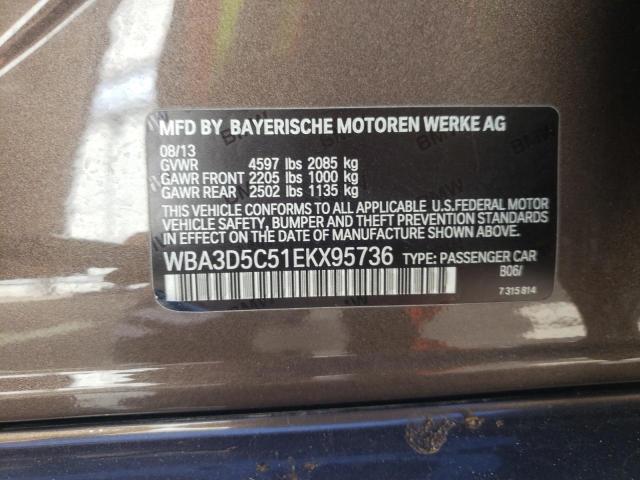 MFD BY BAYERISCHE MOTOREN WERKE AG
08/13
GVWR 4597 lbs 2085 kg
GAWR FRONT 2205 lbs 1000 kg
GAWR REAR 2502 lbs 1135 kg
THIS VEHICLE CONFORMS TO ALL APPLICABLE U.S.FEDERAL MOTOR
VEHICLE SAFETY, BUMPER AND THEFT PREVENTION STANDARDS
IN EFFECT ON THE DATE OF MANUFACTURE SHOWN ABOVE.
WBA3D5C51EKX95736 TYPE: PASSENGER CAR
B06/
7 315 814